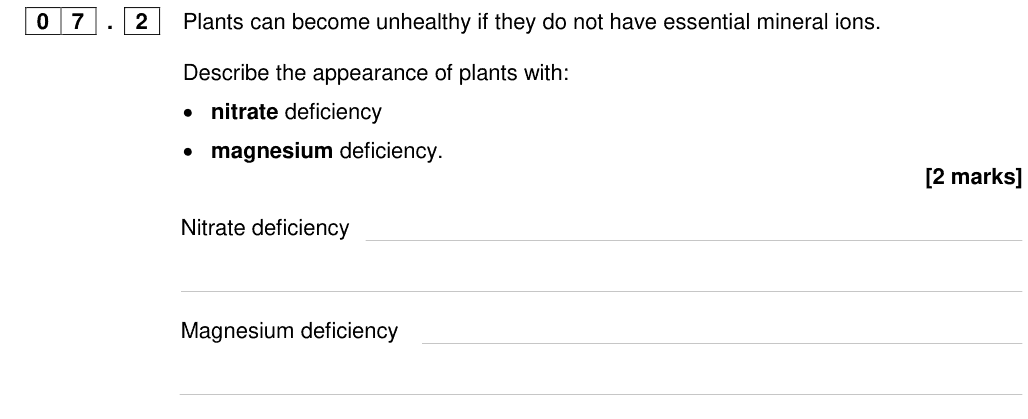 0 7 . 2 Plants can become unhealthy if they do not have essential mineral ions.
Describe the appearance of plants with:
• nitrate deficiency
• magnesium deficiency.
[2 marks]
Nitrate deficiency
Magnesium deficiency